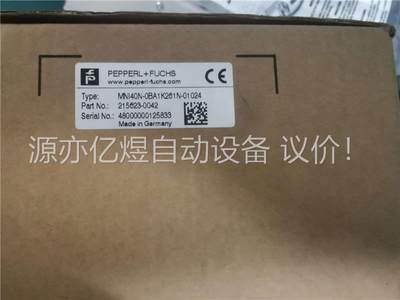 PEPPERL+FUCHS
www.pepperl-fuchs.com
CE
Type: MNI40N-0BA1K261N-01024
Part No.: 215623-0042
Serial No.: 48000000125833
Made in Germany
源亦亿煜自动设备 议价！